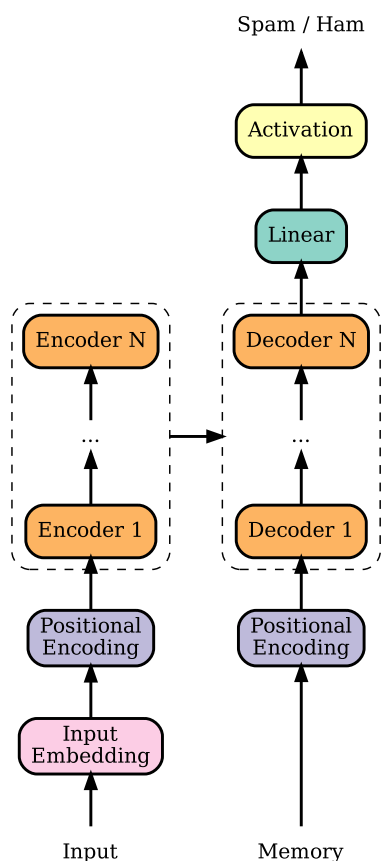 Spam / Ham
Activation
Linear
Encoder N
Decoder N
...
...
Encoder 1
Decoder 1
Positional
Encoding
Positional
Encoding
Input
Embedding
Input
Memory